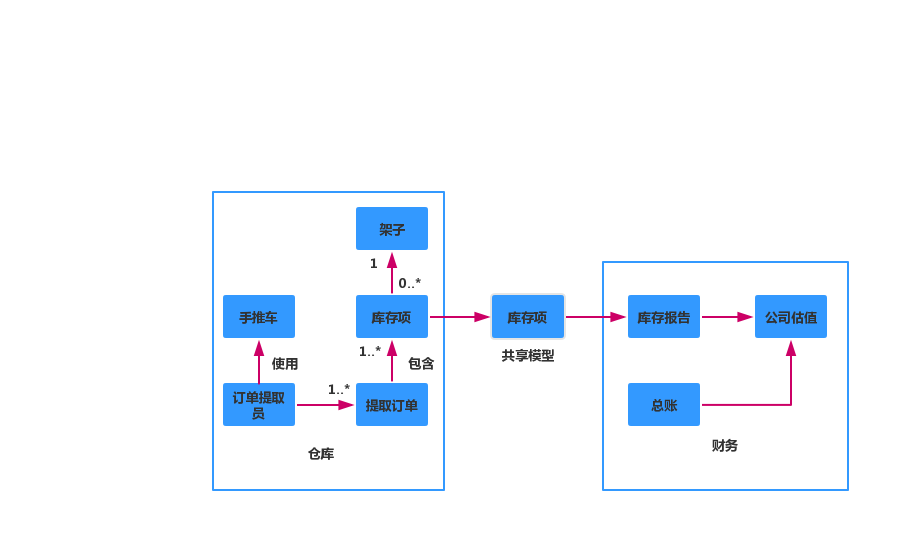 架子
1
0..*
手推车
库存项
库存项
库存报告
公司估值
1..*
共享模型
使用
包含
1..*
订单提取
员
提取订单
总账
财务
仓库